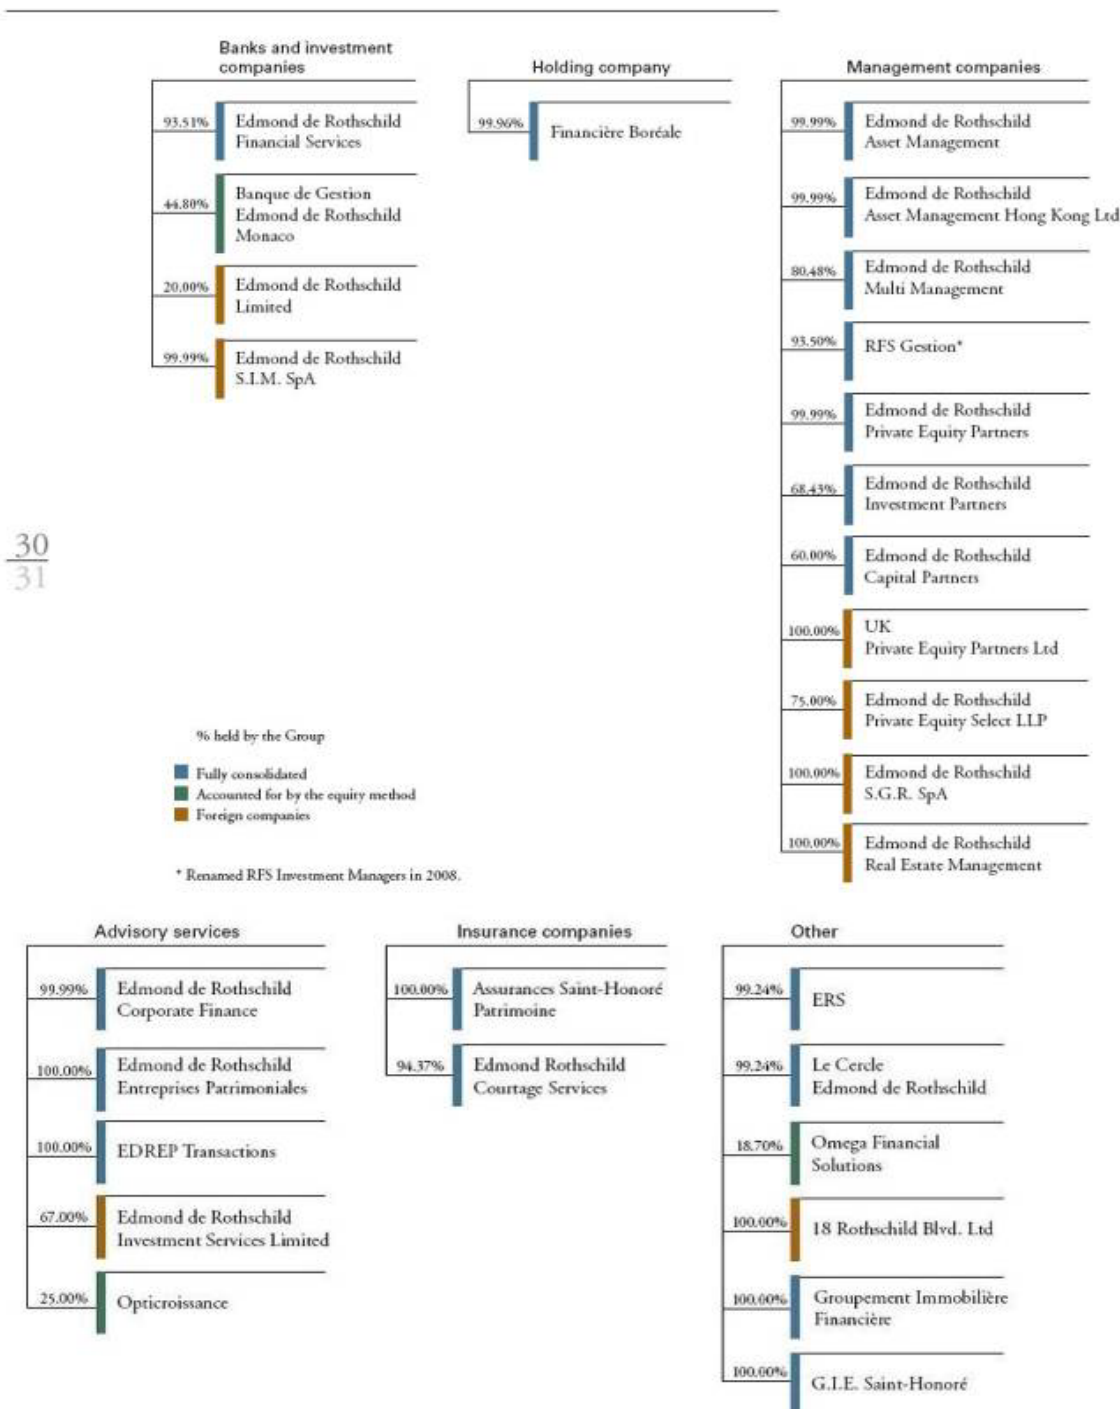 Banks and investment
companies
93.51%
Edmond de Rothschild
Financial Services
44.80%
Banque de Gestion
Edmond de Rothschild
Monaco
20.00%
Edmond de Rothschild
Limited
99.99%
Edmond de Rothschild
S.I.M. SpA
Holding company
99.96%
Financière Boréale
Management companies
99.99%
Edmond de Rothschild
Asset Management
99.99%
Edmond de Rothschild
Asset Management Hong Kong Ltd
80.48%
Edmond de Rothschild
Multi Management
93.50%
RFS Gestion*
99.99%
Edmond de Rothschild
Private Equity Partners
68.43%
Edmond de Rothschild
Investment Partners
60.00%
Edmond de Rothschild
Capital Partners
100.00%
UK
Private Equity Partners Ltd
75.00%
Edmond de Rothschild
Private Equity Select LLP
100.00%
Edmond de Rothschild
S.G.R. SpA
100.00%
Edmond de Rothschild
Real Estate Management
30
31
% held by the Group
Fully consolidated
Accounted for by the equity method
Foreign companies
* Renamed RFS Investment Managers in 2008.
Advisory services
99.99%
Edmond de Rothschild
Corporate Finance
100.00%
Edmond de Rothschild
Entreprises Patrimoniales
100.00%
EDREP Transactions
67.00%
Edmond de Rothschild
Investment Services Limited
25.00%
Opticroissance
Insurance companies
100.00%
Assurances Saint-Honoré
Patrimoine
94.37%
Edmond Rothschild
Courtage Services
Other
99.24%
ERS
99.24%
Le Cercle
Edmond de Rothschild
18.70%
Omega Financial
Solutions
100.00%
18 Rothschild Blvd. Ltd
100.00%
Groupement Immobilière
Financière
100.00%
G.I.E. Saint-Honoré